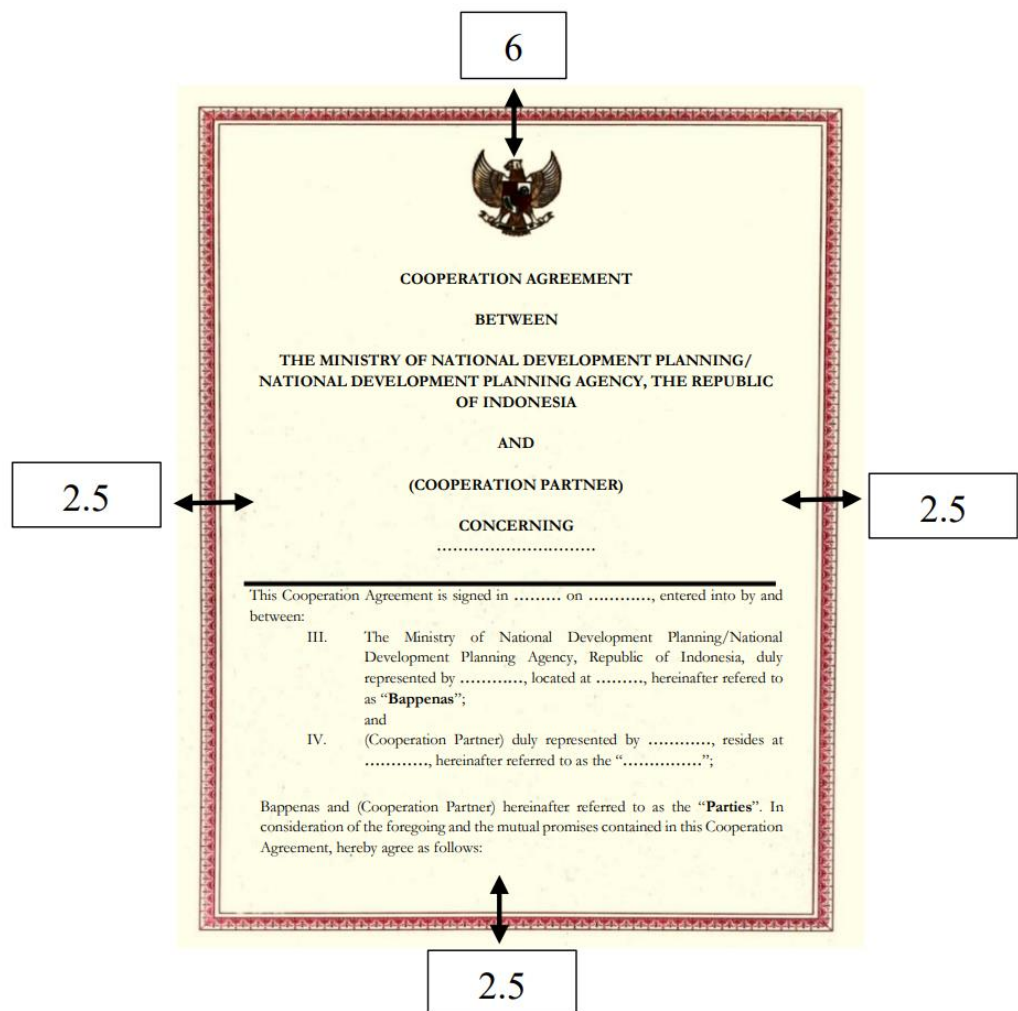 6
COOPERATION AGREEMENT
BETWEEN
THE MINISTRY OF NATIONAL DEVELOPMENT PLANNING/
NATIONAL DEVELOPMENT PLANNING AGENCY, THE REPUBLIC
OF INDONESIA
AND
(COOPERATION PARTNER)
2.5
2.5
CONCERNING
…………………………
This Cooperation Agreement is signed in ……… on …………, entered into by and
between:
III. The Ministry of National Development Planning/National
Development Planning Agency, Republic of Indonesia, duly
represented by …………, located at ………, hereinafter refered to
as “Bappenas”;
and
IV. (Cooperation Partner) duly represented by …………, resides at
…………, hereinafter referred to as the “……………”;
Bappenas and (Cooperation Partner) hereinafter referred to as the “Parties”. In
consideration of the foregoing and the mutual promises contained in this Cooperation
Agreement, hereby agree as follows:
2.5